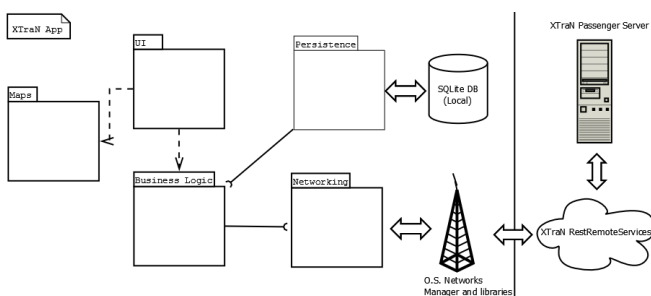 XTraN App
XTraN Passenger Server
UI
Persistence
SQLite DB
(Local)
Maps
Business Logic
Networking
XTraN RestRemoteServices
O.S. Networks
Manager and libraries